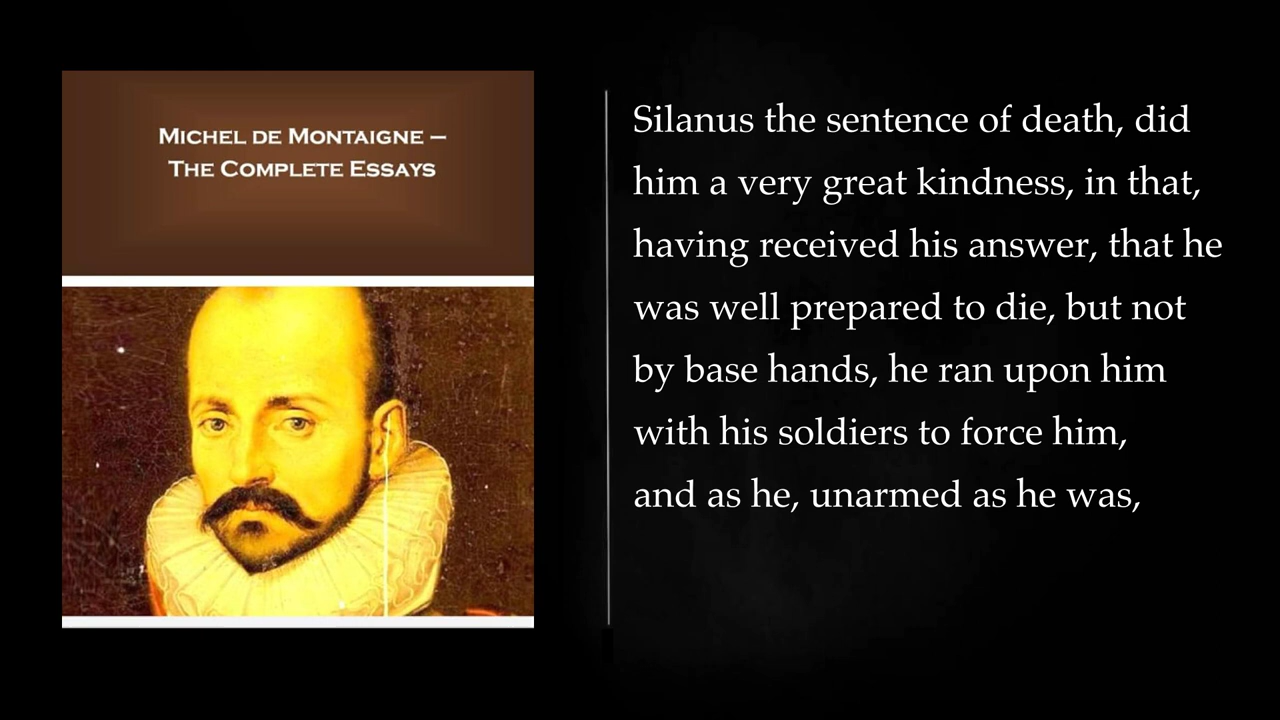 MICHEL DE MONTAIGNE –
THE COMPLETE ESSAYS
Silanus the sentence of death, did
him a very great kindness, in that,
having received his answer, that he
was well prepared to die, but not
by base hands, he ran upon him
with his soldiers to force him,
and as he, unarmed as he was,